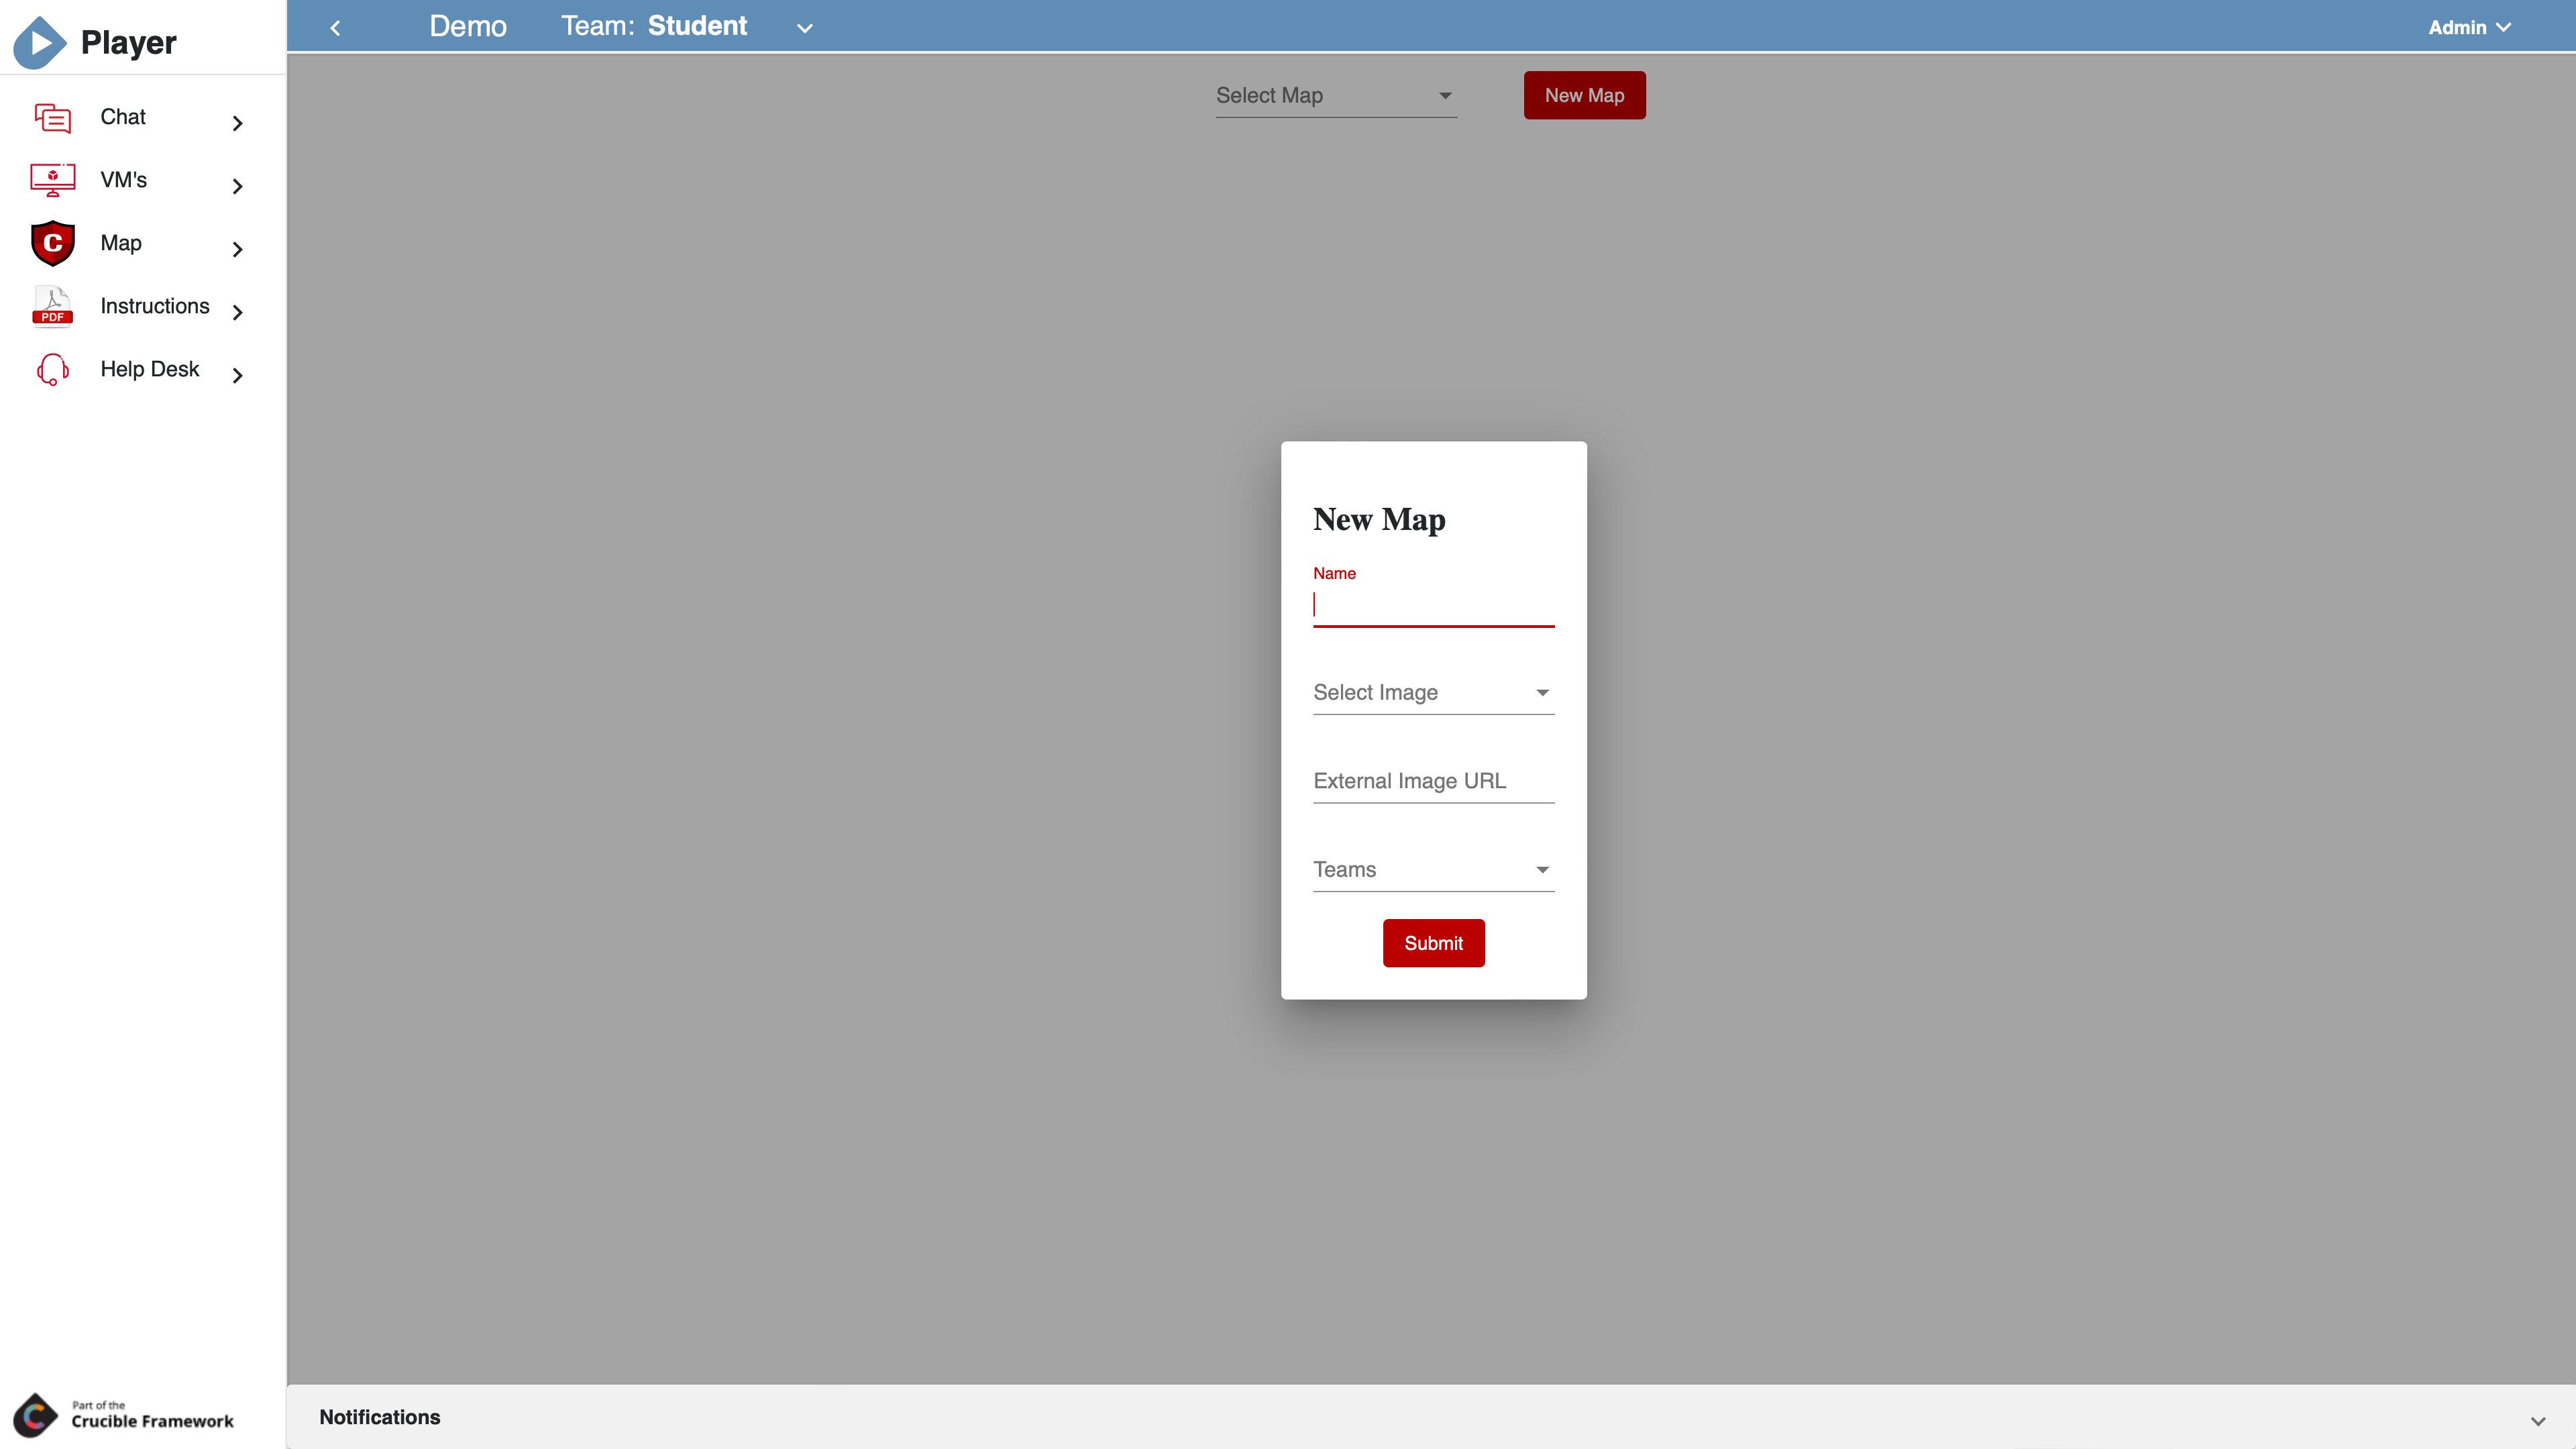 Player
Demo Team: Student
Admin
Chat
VM's
C
Map
PDF
Instructions
Help Desk
Select Map
New Map
New Map
Name
Select Image
External Image URL
Teams
Submit
Part of the
Crucible Framework
Notifications